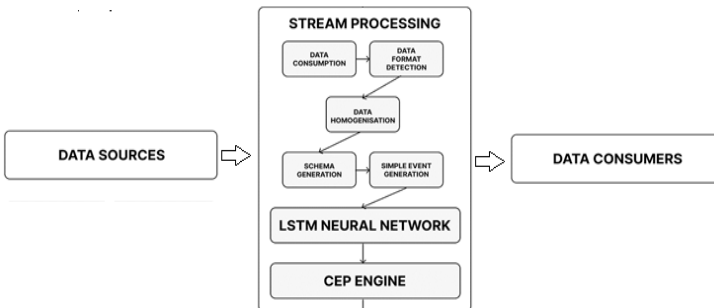 STREAM PROCESSING
DATA
CONSUMPTION
DATA
FORMAT
DETECTION
DATA
HOMOGENISATION
DATA SOURCES
SCHEMA
GENERATION
SIMPLE EVENT
GENERATION
DATA CONSUMERS
LSTM NEURAL NETWORK
CEP ENGINE